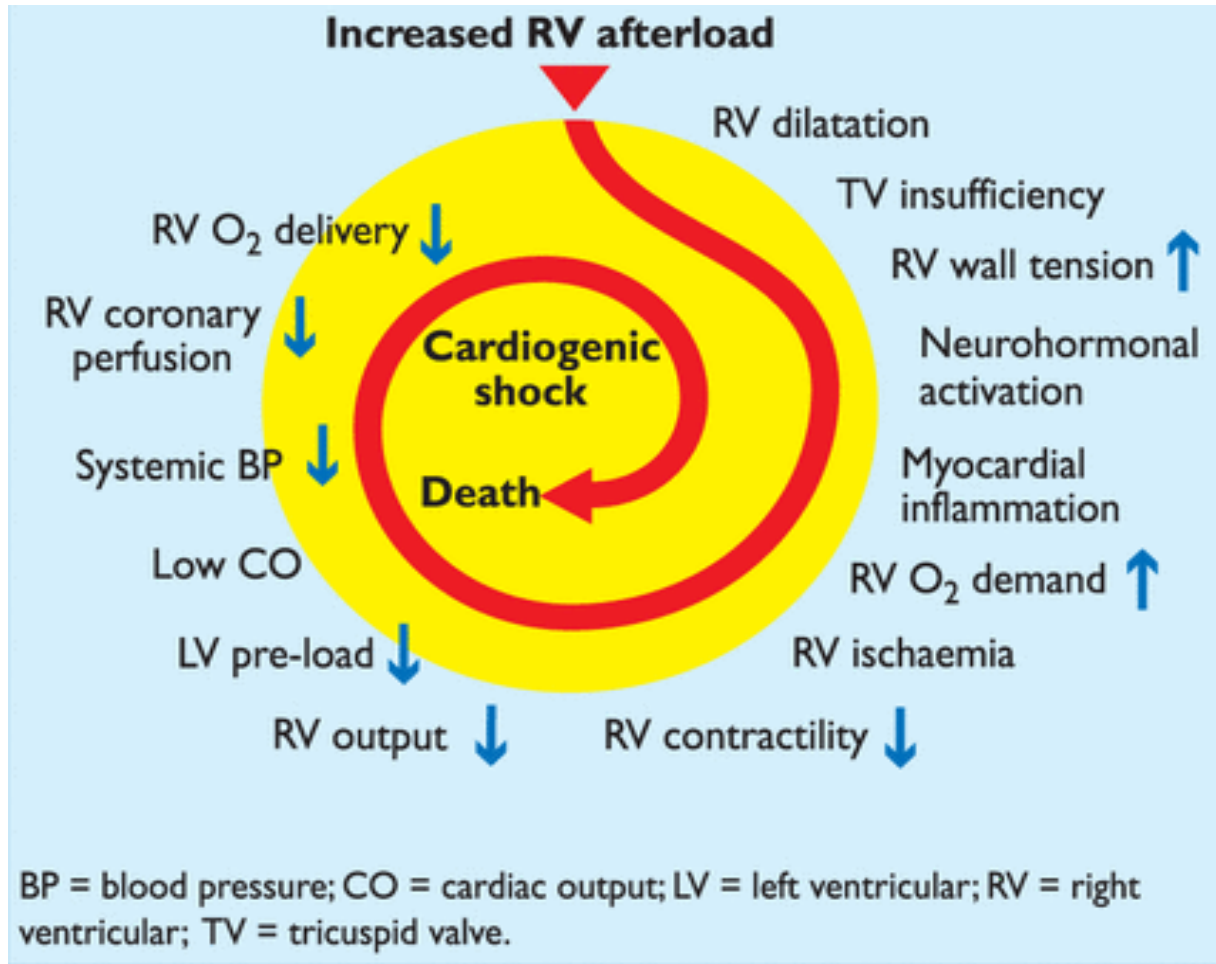 Increased RV afterload
RV dilatation
TV insufficiency
RV wall tension ↑
Neurohormonal
activation
Myocardial
inflammation
RV O₂ demand ↑
RV ischaemia
RV contractility ↓
RV output ↓
LV pre-load ↓
Low CO
Systemic BP ↓
RV coronary
perfusion ↓
RV O₂ delivery ↓
Cardiogenic
shock
Death
BP = blood pressure; CO = cardiac output; LV = left ventricular; RV = right
ventricular; TV = tricuspid valve.